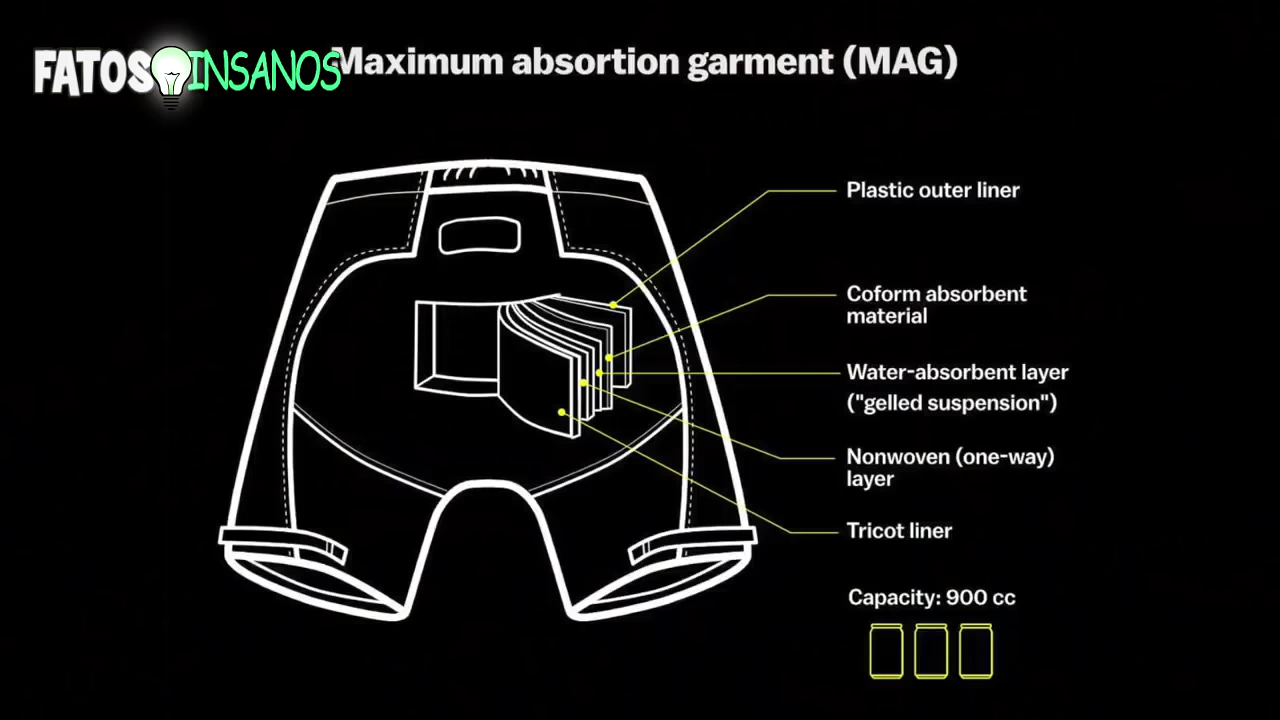 FATOS INSANOS
Maximum absortion garment (MAG)
Plastic outer liner
Coform absorbent
material
Water-absorbent layer
("gelled suspension")
Nonwoven (one-way)
layer
Tricot liner
Capacity: 900 cc